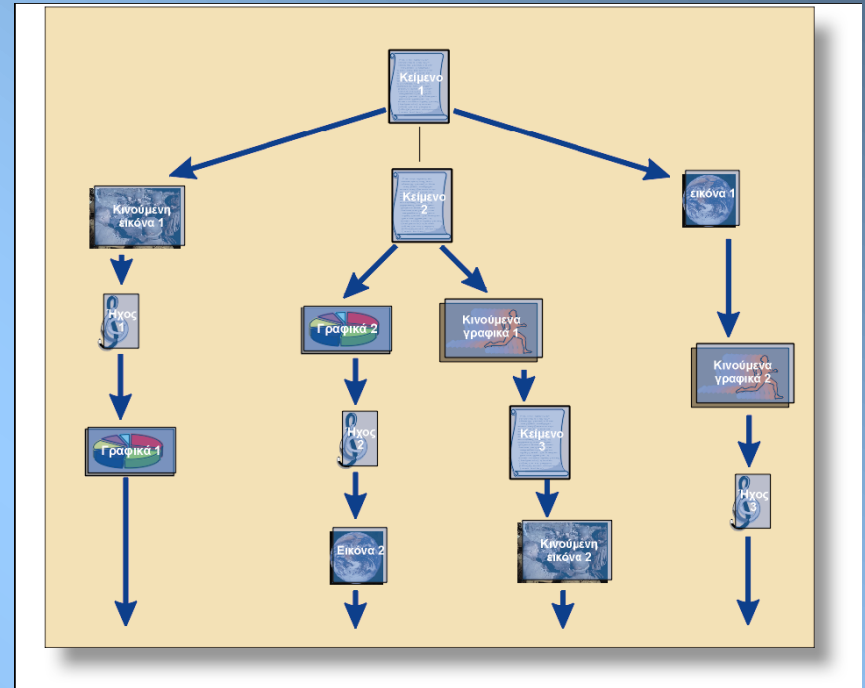 Κείμενο
1
Κινούμενη
εικόνα 1
Κείμενο
2
εικόνα 1
Ήχος
1
Γραφικά 2
Κινούμενα
γραφικά 1
Κινούμενα
γραφικά 2
Γραφικά 1
Ήχος
2
Κείμενο
3
Ήχος
3
Εικόνα 2
Κινούμενη
εικόνα 2